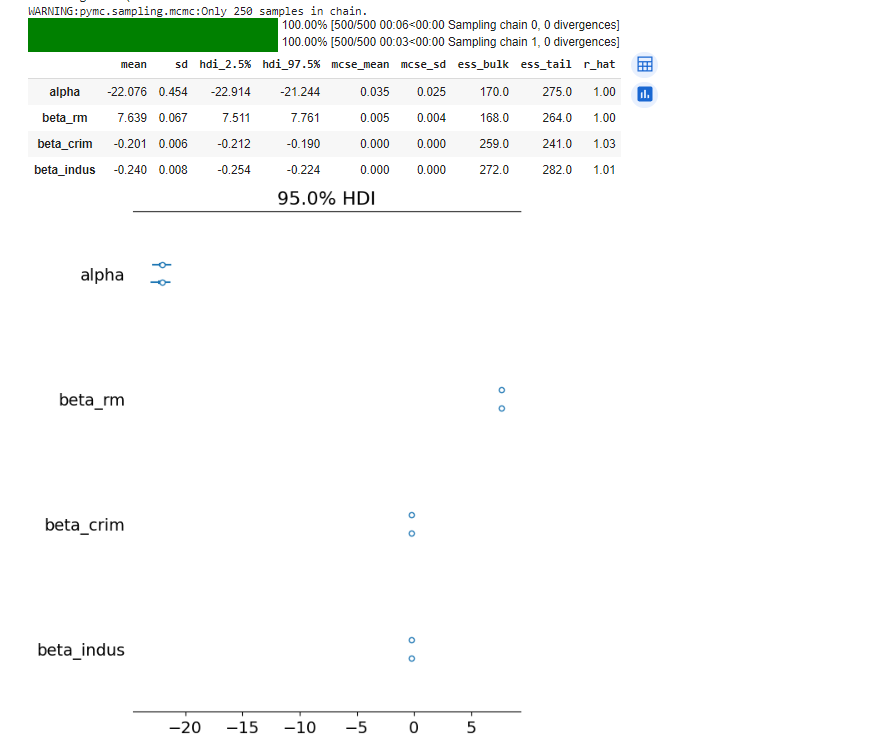 WARNING:pymc.sampling.mcmc:Only 250 samples in chain.
100.00% [500/500 00:06<00:00 Sampling chain 0, 0 divergences]
100.00% [500/500 00:03<00:00 Sampling chain 1, 0 divergences]
mean sd hdi_2.5% hdi_97.5% mcse_mean mcse_sd ess_bulk ess_tail r_hat
alpha -22.076 0.454 -22.914 -21.244 0.035 0.025 170.0 275.0 1.00
beta_rm 7.639 0.067 7.511 7.761 0.005 0.004 168.0 264.0 1.00
beta_crim -0.201 0.006 -0.212 -0.190 0.000 0.000 259.0 241.0 1.03
beta_indus -0.240 0.008 -0.254 -0.224 0.000 0.000 272.0 282.0 1.01
95.0% HDI
alpha
beta_rm
beta_crim
beta_indus
−20 −15 −10 −5 0 5